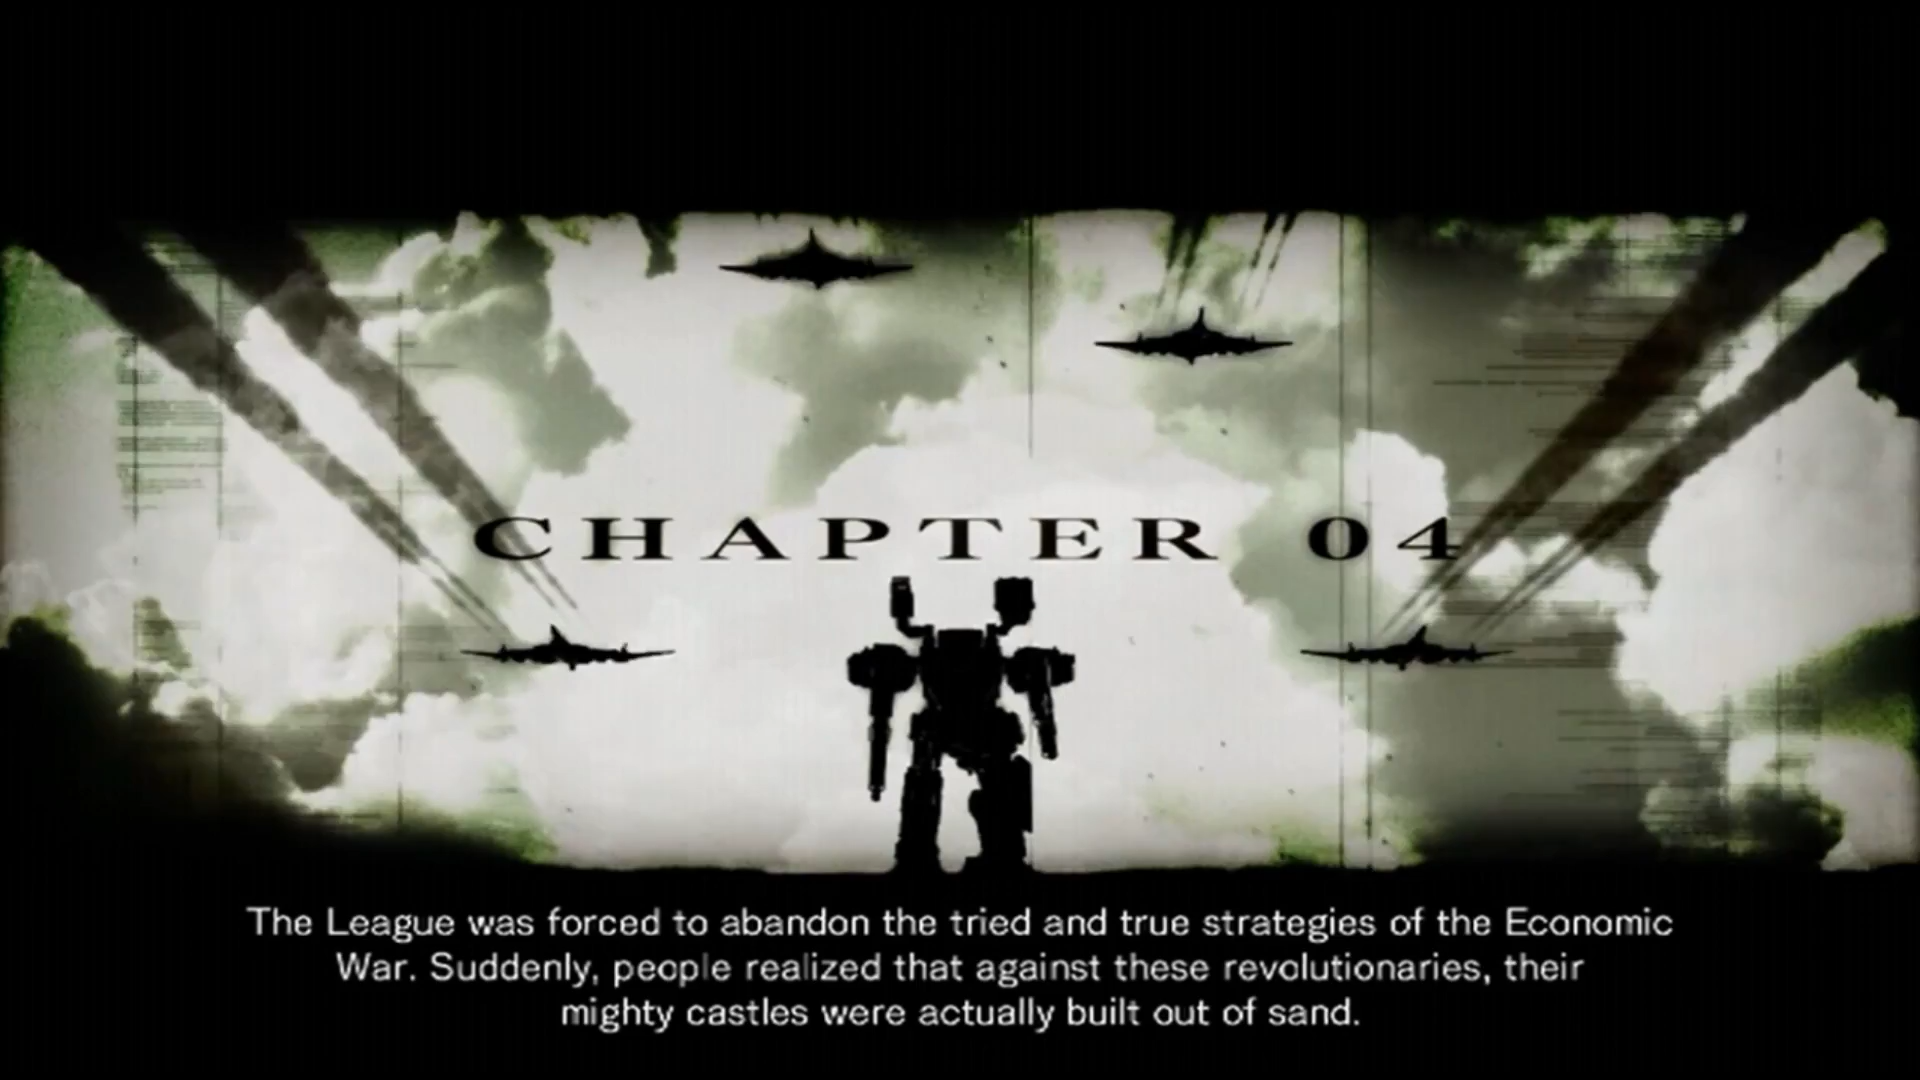 CHAPTER 04
The League was forced to abandon the tried and true strategies of the Economic
War. Suddenly, people realized that against these revolutionaries, their
mighty castles were actually built out of sand.